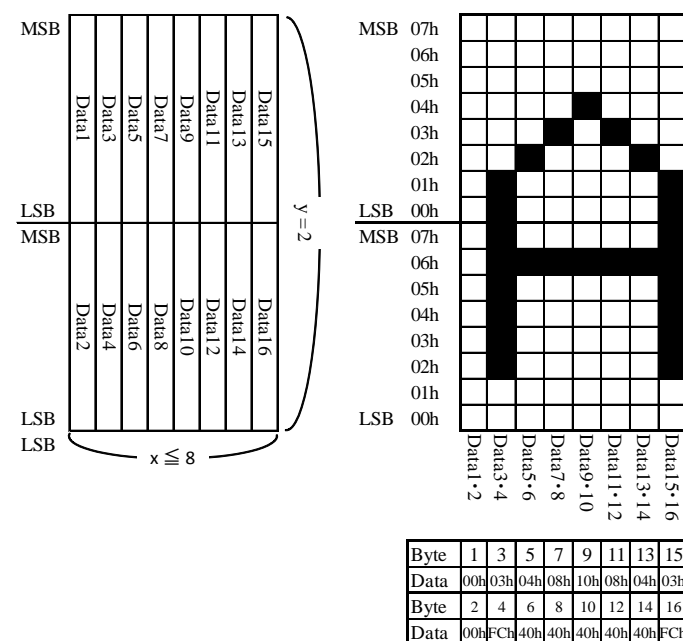 MSB
Data1 Data3 Data5 Data7 Data9 Data11 Data13 Data15
LSB
MSB
Data2 Data4 Data6 Data8 Data10 Data12 Data14 Data16
LSB
LSB
y = 2
x ≦ 8
MSB 07h
06h
05h
04h
03h
02h
01h
LSB 00h
MSB 07h
06h
05h
04h
03h
02h
01h
LSB 00h
Data1・2 Data3・4 Data5・6 Data7・8 Data9・10 Data11・12 Data13・14 Data15・16
Byte 1 3 5 7 9 11 13 15
Data 00h 03h 04h 08h 10h 08h 04h 03h
Byte 2 4 6 8 10 12 14 16
Data 00h FCh 40h 40h 40h 40h 40h FCh